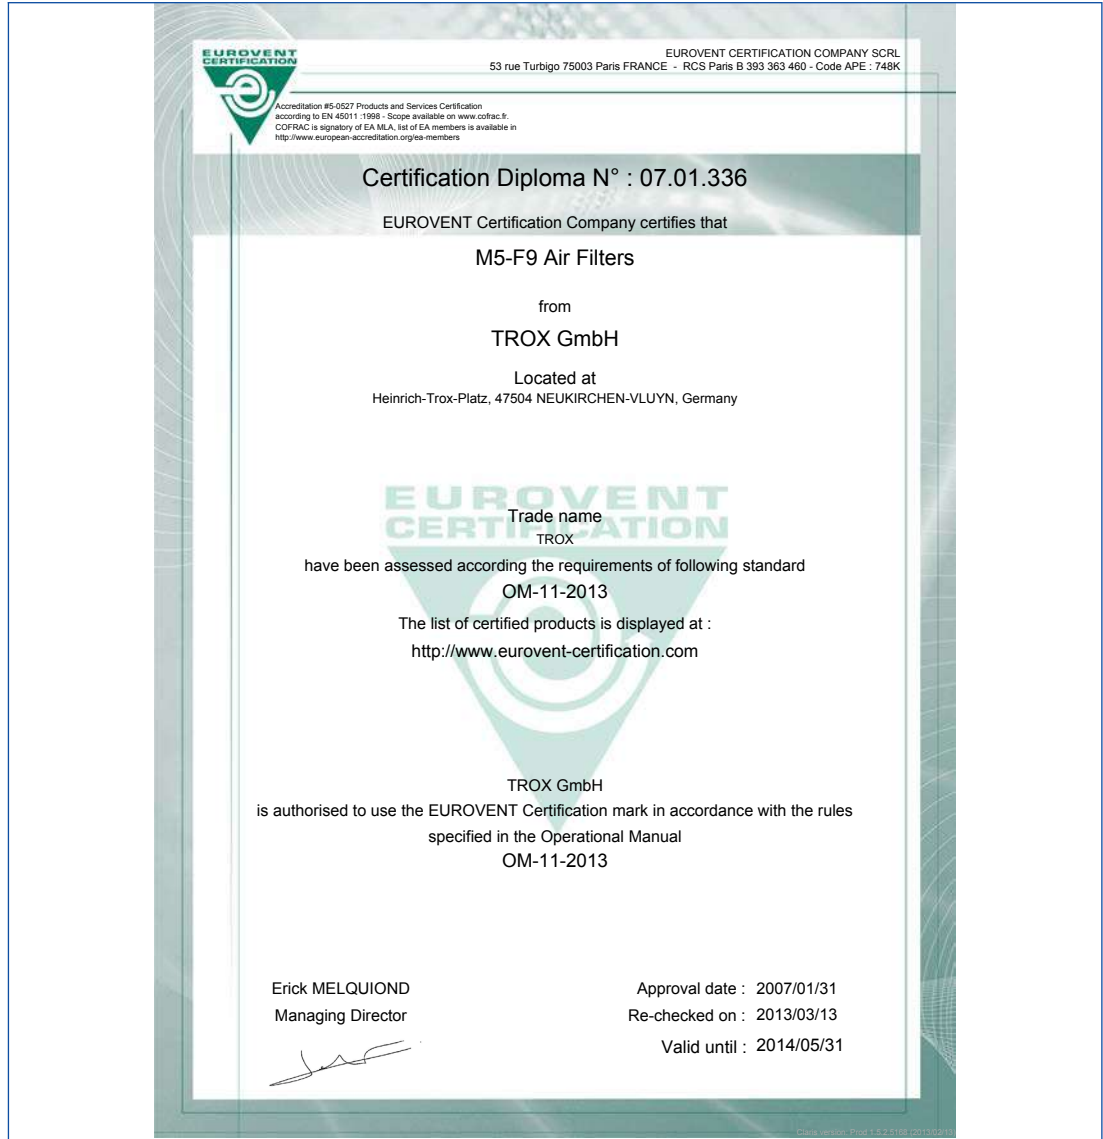 EUROVENT
CERTIFICATION
EUROVENT CERTIFICATION COMPANY SCRL
53 rue Turbigo 75003 Paris FRANCE - RCS Paris B 393 363 460 - Code APE : 748K
Accreditation #5-0527 Products and Services Certification
according to EN 45011 :1998 - Scope available on www.cofrac.fr.
COFRAC is signatory of EA MLA, list of EA members is available in
http://www.european-accreditation.org/ea-members
Certification Diploma N° : 07.01.336
EUROVENT Certification Company certifies that
M5-F9 Air Filters
from
TROX GmbH
Located at
Heinrich-Trox-Platz, 47504 NEUKIRCHEN-VLUYN, Germany
EUROVENT
CERTIFICATION
Trade name
TROX
have been assessed according the requirements of following standard
OM-11-2013
The list of certified products is displayed at :
http://www.eurovent-certification.com
TROX GmbH
is authorised to use the EUROVENT Certification mark in accordance with the rules
specified in the Operational Manual
OM-11-2013
Erick MELQUIOND
Managing Director
Approval date : 2007/01/31
Re-checked on : 2013/03/13
Valid until : 2014/05/31